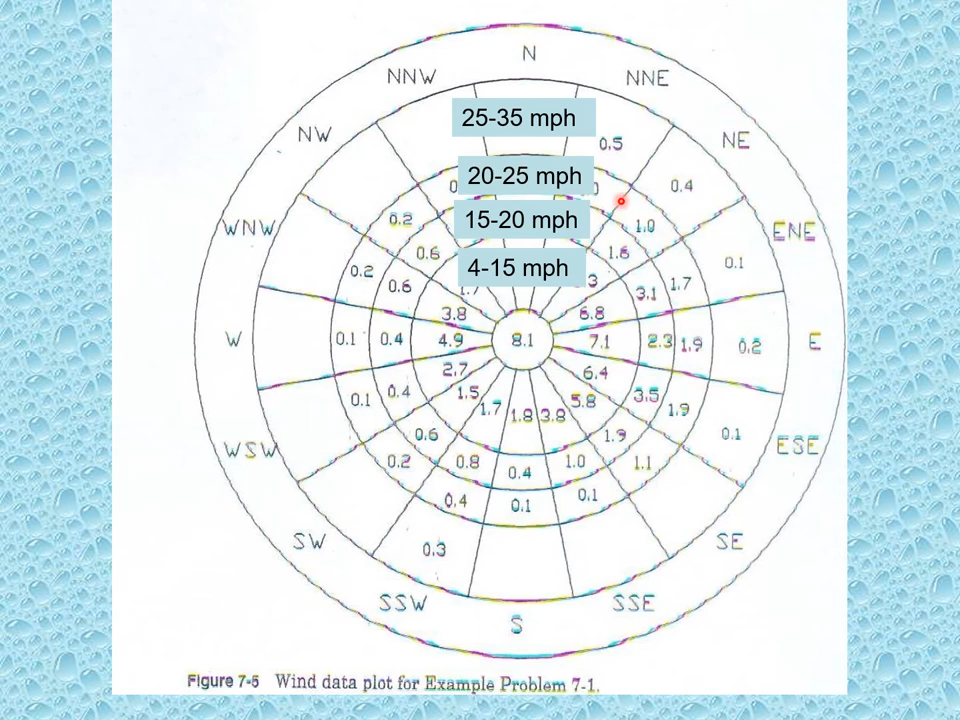 N
NNW NNE
25-35 mph
NW 0.5 NE
20-25 mph 0.4
0.2 15-20 mph 1.0
WNW ENE
0.6 1.6 0.1
0.2 4-15 mph
0.6 3.1 1.7
3.8 6.8
W 0.1 0.4 4.9 8.1 7.1 2.3 1.9 0.2 E
2.7 6.4
0.1 0.4 1.5 5.8 3.5 1.9
1.7 1.8 3.8
WSW 0.6 1.9 0.1 ESE
0.2 0.8 0.4 1.0 1.1
0.4 0.1 0.1
SW 0.3 SE
SSW SSE
S
Figure 7-5 Wind data plot for Example Problem 7-1.